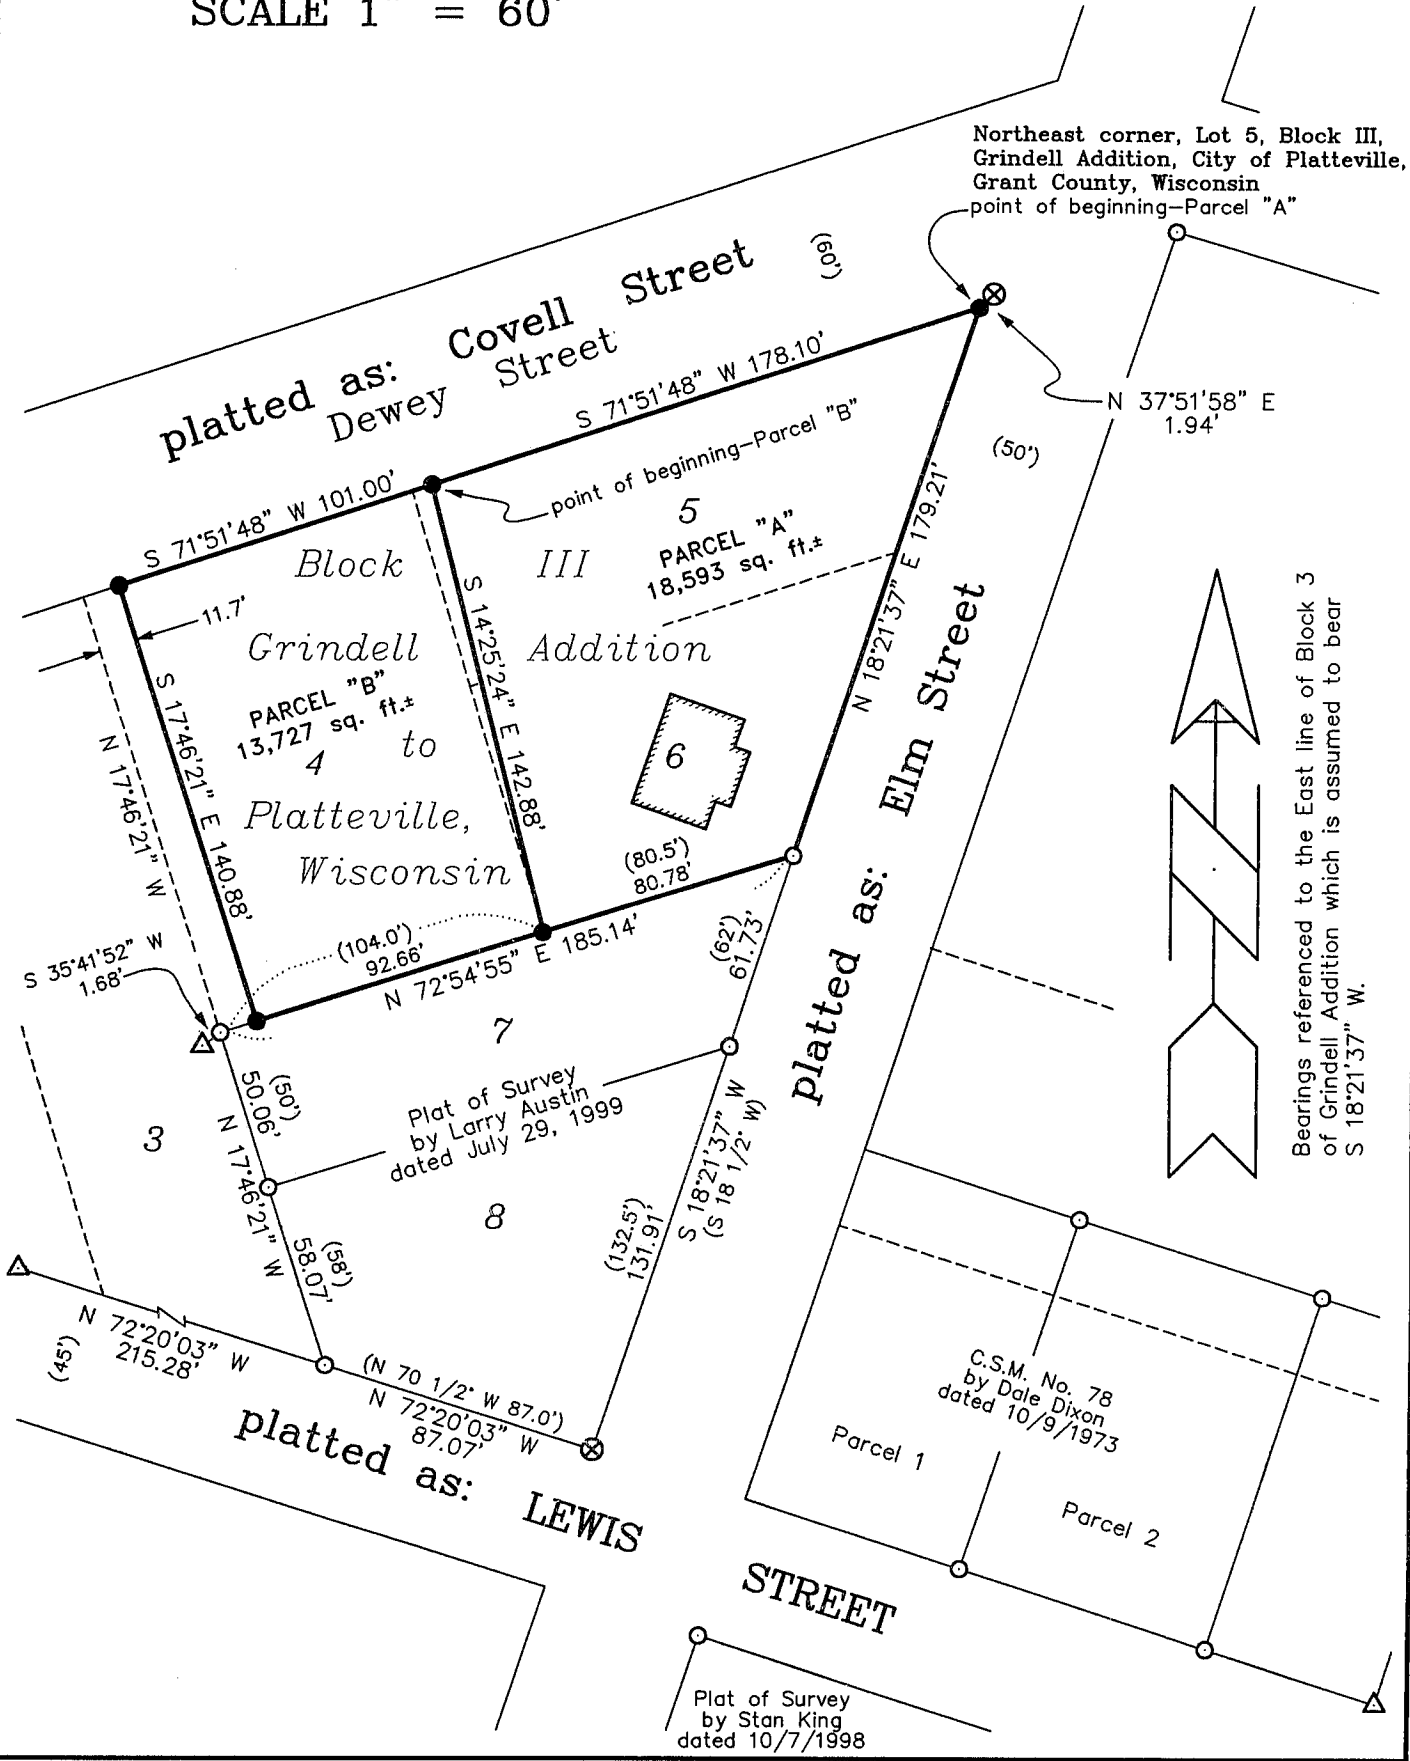 SCALE 1" = 60'
Northeast corner, Lot 5, Block III,
Grindell Addition, City of Platteville,
Grant County, Wisconsin
point of beginning—Parcel "A"
(60')
platted as: Covell Street
Dewey Street
S 71°51'48" W 178.10'
N 37°51'58" E
1.94'
(50')
point of beginning—Parcel "B"
S 71°51'48" W 101.00'
5
PARCEL "A"
18,593 sq. ft.±
N 18°21'37" E 179.21'
Block III
11.7'
Grindell Addition
S 14°25'24" E 142.88'
S 17°46'21" E 140.88'
N 17°46'21" W
PARCEL "B"
13,727 sq. ft.±
4
to
6
Platteville,
Wisconsin
platted as: Elm Street
(80.5')
80.78'
(104.0')
92.66'
N 72°54'55" E 185.14'
(62')
61.73'
S 35°41'52" W
1.68'
7
Bearings referenced to the East line of Block 3
of Grindell Addition which is assumed to bear
S 18°21'37" W.
(50')
50.06'
N 17°46'21" W
Plat of Survey
by Larry Austin
dated July 29, 1999
3
8
S 18°21'37" W
(S 18 1/2° W)
(132.5')
131.91'
(58')
58.07'
N 72°20'03" W
215.28'
(45')
(N 70 1/2° W 87.0')
N 72°20'03" W
87.07'
platted as: LEWIS STREET
C.S.M. No. 78
by Dale Dixon
dated 10/9/1973
Parcel 1
Parcel 2
Plat of Survey
by Stan King
dated 10/7/1998